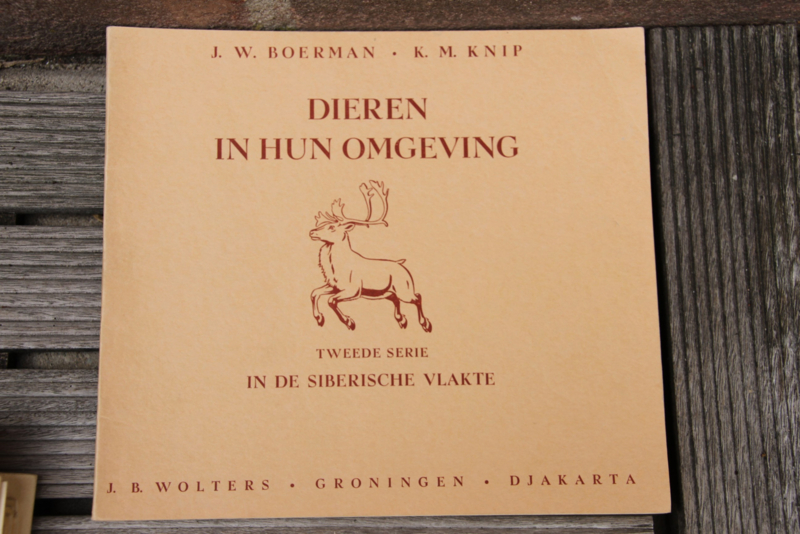 J. W. BOERMAN • K. M. KNIP
DIEREN
IN HUN OMGEVING
TWEEDE SERIE
IN DE SIBERISCHE VLAKTE
J. B. WOLTERS • GRONINGEN • DJAKARTA